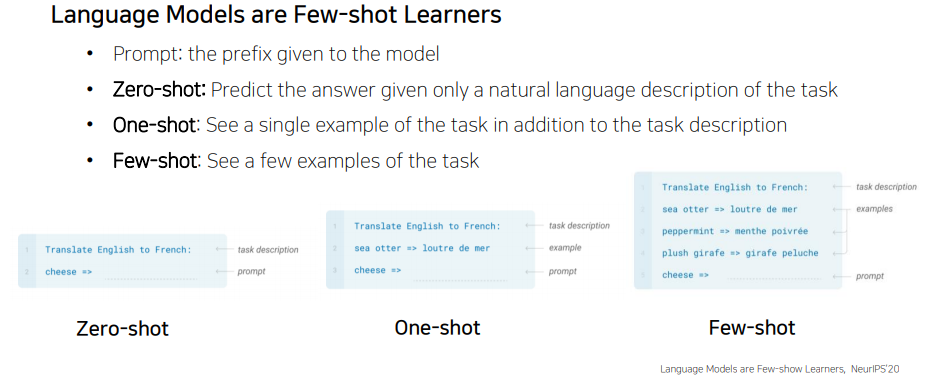 Language Models are Few-shot Learners
• Prompt: the prefix given to the model
• Zero-shot: Predict the answer given only a natural language description of the task
• One-shot: See a single example of the task in addition to the task description
• Few-shot: See a few examples of the task
1 Translate English to French: task description
2 cheese => prompt
Zero-shot
1 Translate English to French: task description
2 sea otter => loutre de mer example
3 cheese => prompt
One-shot
1 Translate English to French: task description
2 sea otter => loutre de mer examples
3 peppermint => menthe poivrée
4 plush girafe => girafe peluche
5 cheese => prompt
Few-shot
Language Models are Few-show Learners, NeurIPS'20